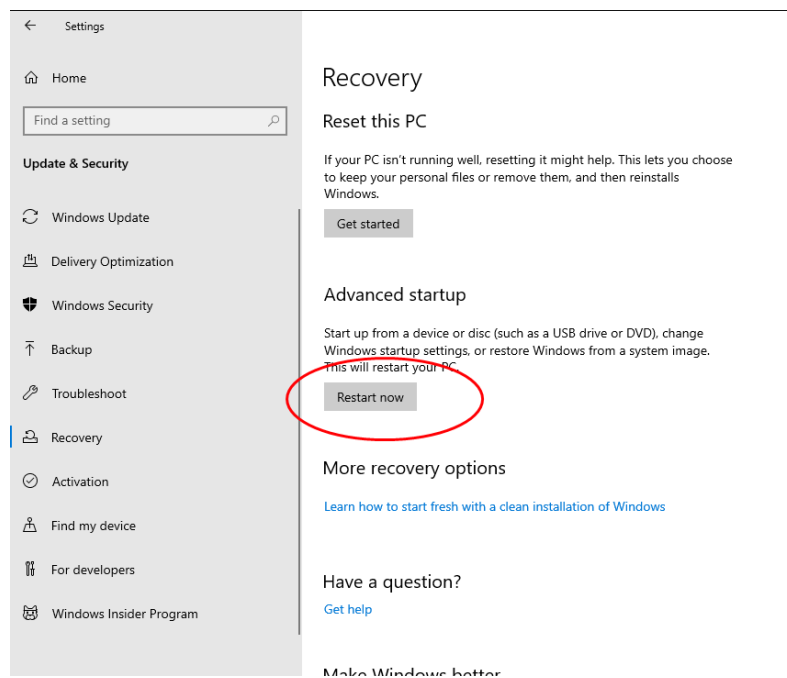 Settings
Home
Find a setting
Update & Security
Windows Update
Delivery Optimization
Windows Security
Backup
Troubleshoot
Recovery
Activation
Find my device
For developers
Windows Insider Program
Recovery
Reset this PC
If your PC isn't running well, resetting it might help. This lets you choose
to keep your personal files or remove them, and then reinstalls
Windows.
Get started
Advanced startup
Start up from a device or disc (such as a USB drive or DVD), change
Windows startup settings, or restore Windows from a system image.
This will restart your PC.
Restart now
More recovery options
Learn how to start fresh with a clean installation of Windows
Have a question?
Get help
Make Windows better